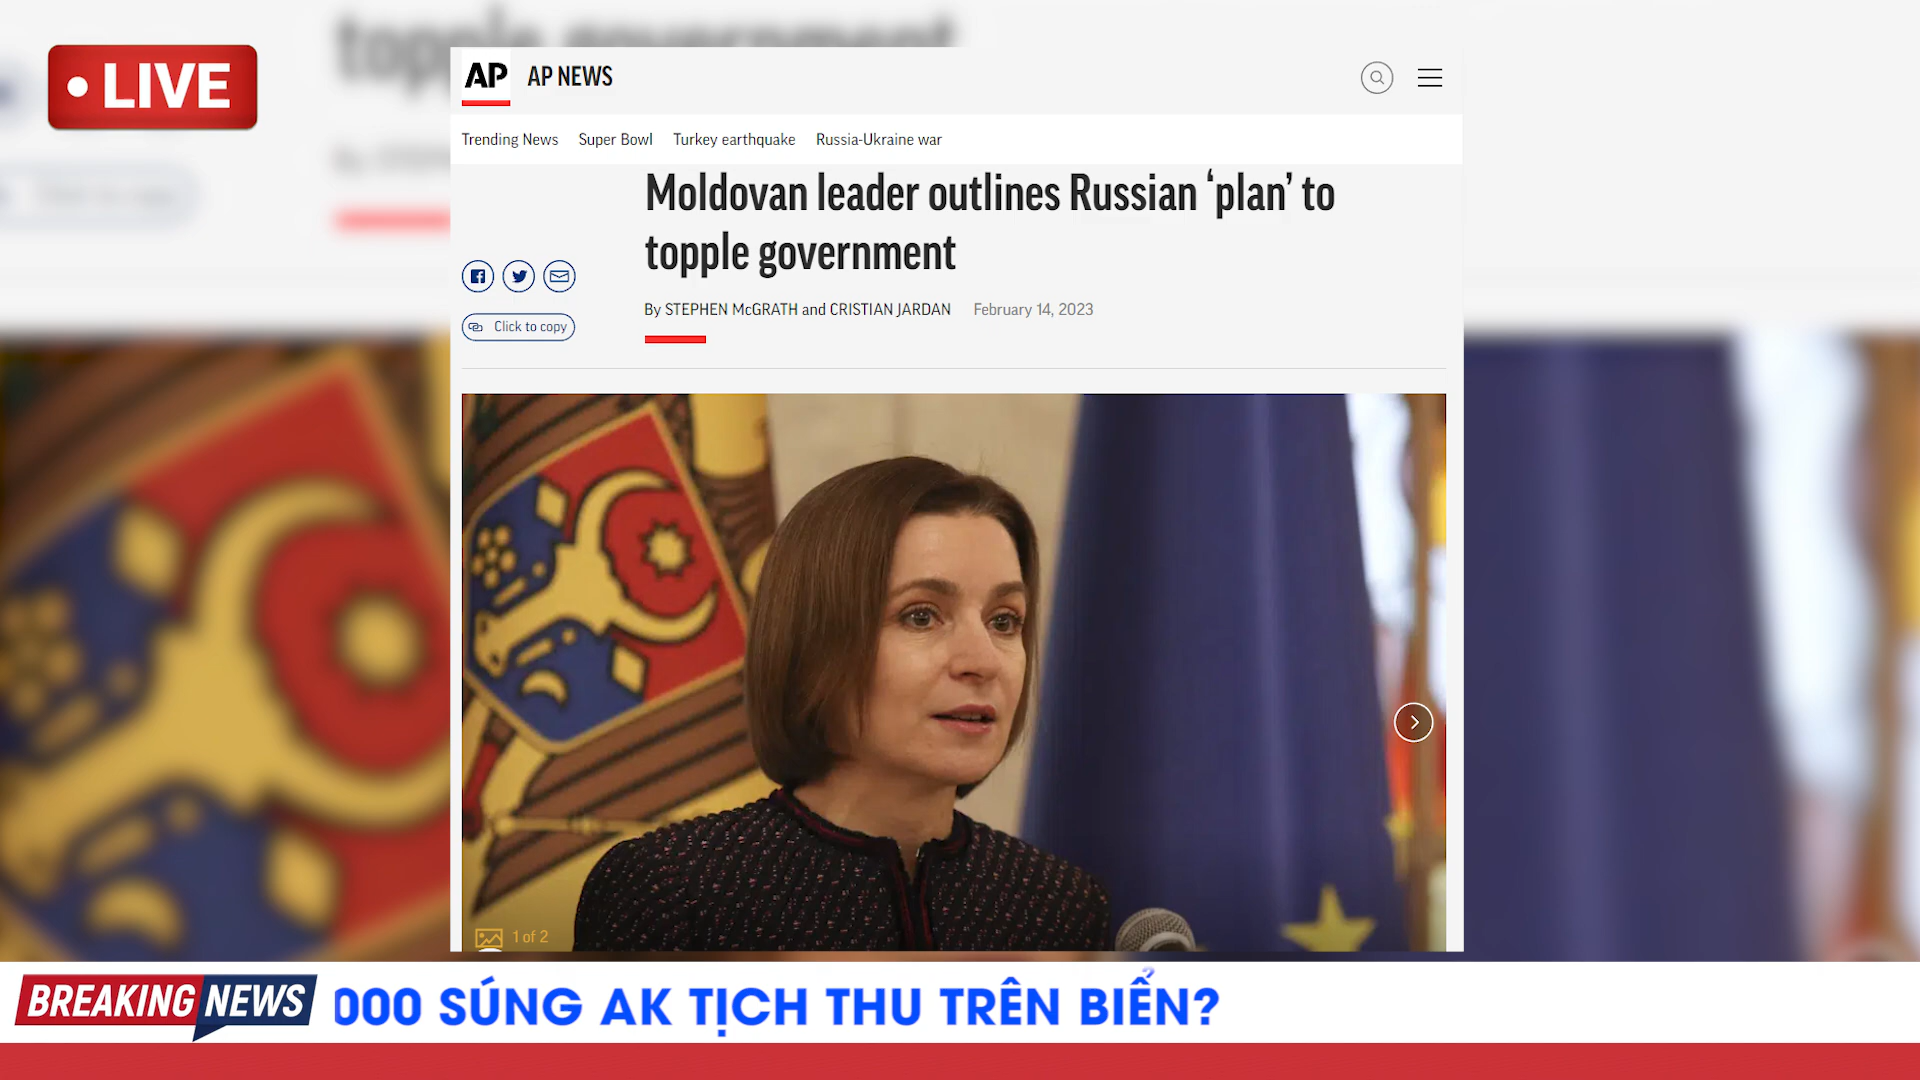 LIVE
topple government
AP AP NEWS
Trending News Super Bowl Turkey earthquake Russia-Ukraine war
Moldovan leader outlines Russian ‘plan’ to
topple government
By STEPHEN McGRATH and CRISTIAN JARDAN February 14, 2023
Click to copy
1 of 2
BREAKING NEWS
000 SÚNG AK TỊCH THU TRÊN BIỂN?